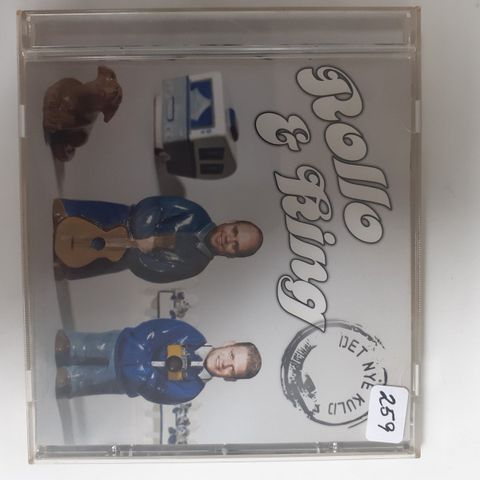 Rollo
& King
DET NYE KULD
259